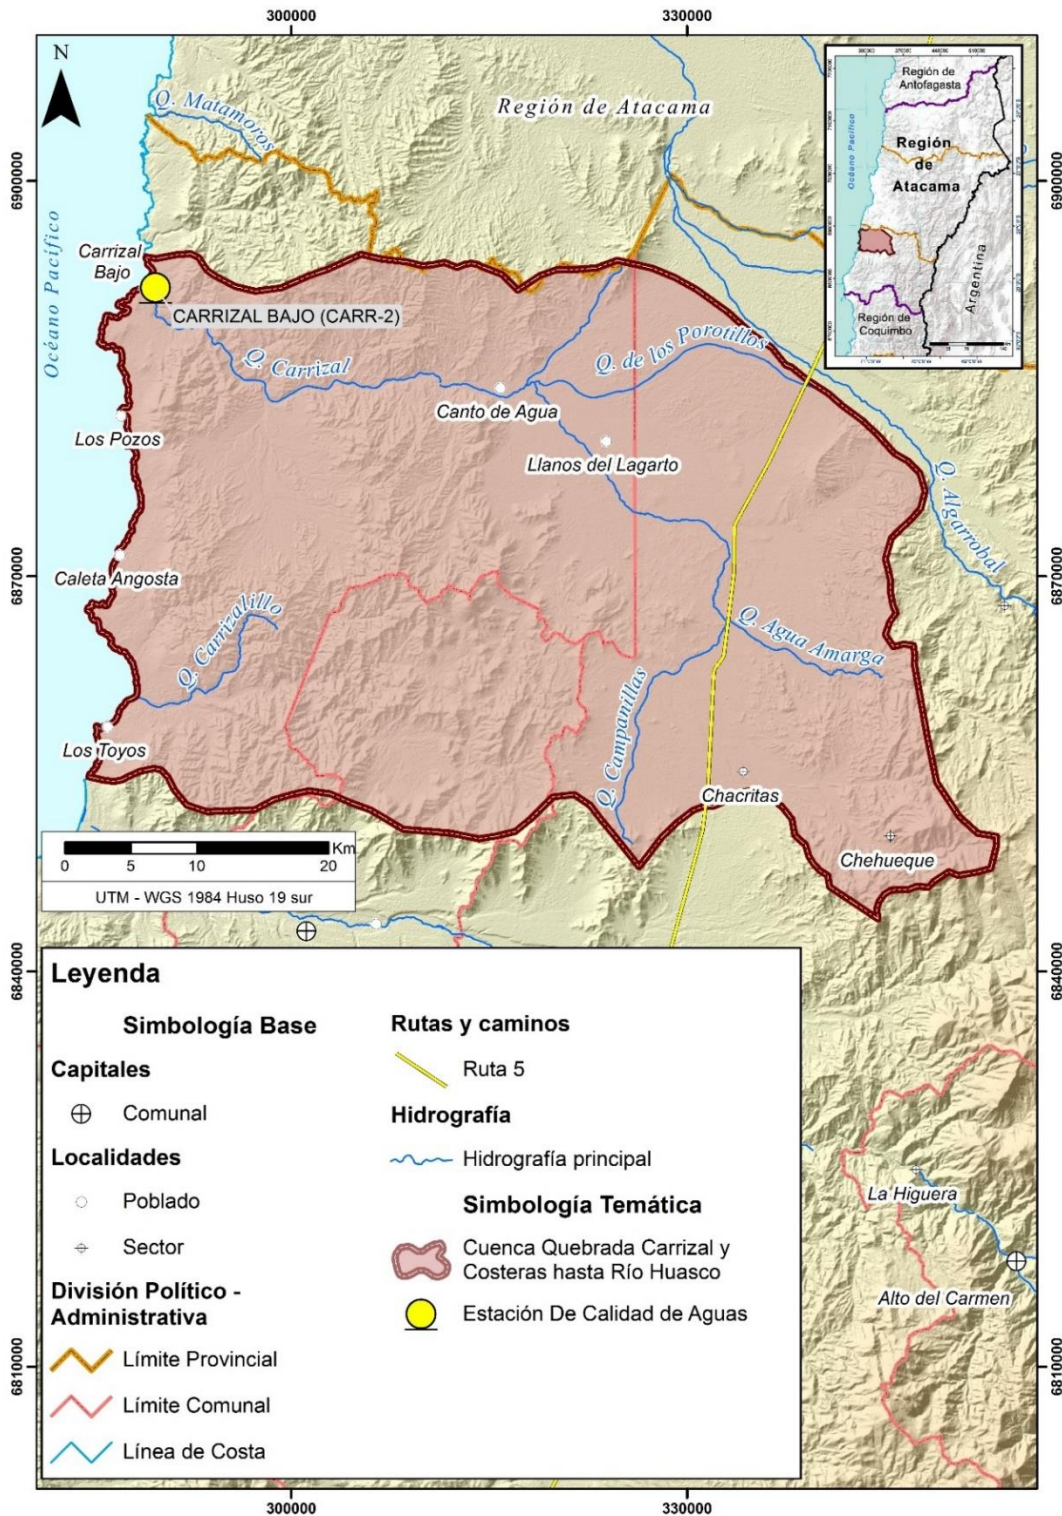 300000
330000
N
Q. Matamoros
Región de Atacama
6900000
6900000
Océano Pacífico
Carrizal
Bajo
CARRIZAL BAJO (CARR-2)
Q. Carrizal
Q. de los Porotillos
Canto de Agua
Los Pozos
Llanos del Lagarto
Q. Algarrobal
6870000
6870000
Caleta Angosta
Q. Carrizalillo
Q. Agua Amarga
Q. Campanillas
Los Toyos
Chacritas
Chehueque
Región de
Antofagasta
Océano Pacífico
Región
de
Atacama
Argentina
Región de
Coquimbo
0 5 10 20 Km
UTM - WGS 1984 Huso 19 sur
6840000
6840000
Leyenda
Simbología Base
Capitales
Comunal
Localidades
Poblado
Sector
División Político -
Administrativa
Límite Provincial
Límite Comunal
Línea de Costa
Rutas y caminos
Ruta 5
Hidrografía
Hidrografía principal
Simbología Temática
Cuenca Quebrada Carrizal y
Costeras hasta Río Huasco
Estación De Calidad de Aguas
La Higuera
Alto del Carmen
6810000
6810000
300000
330000